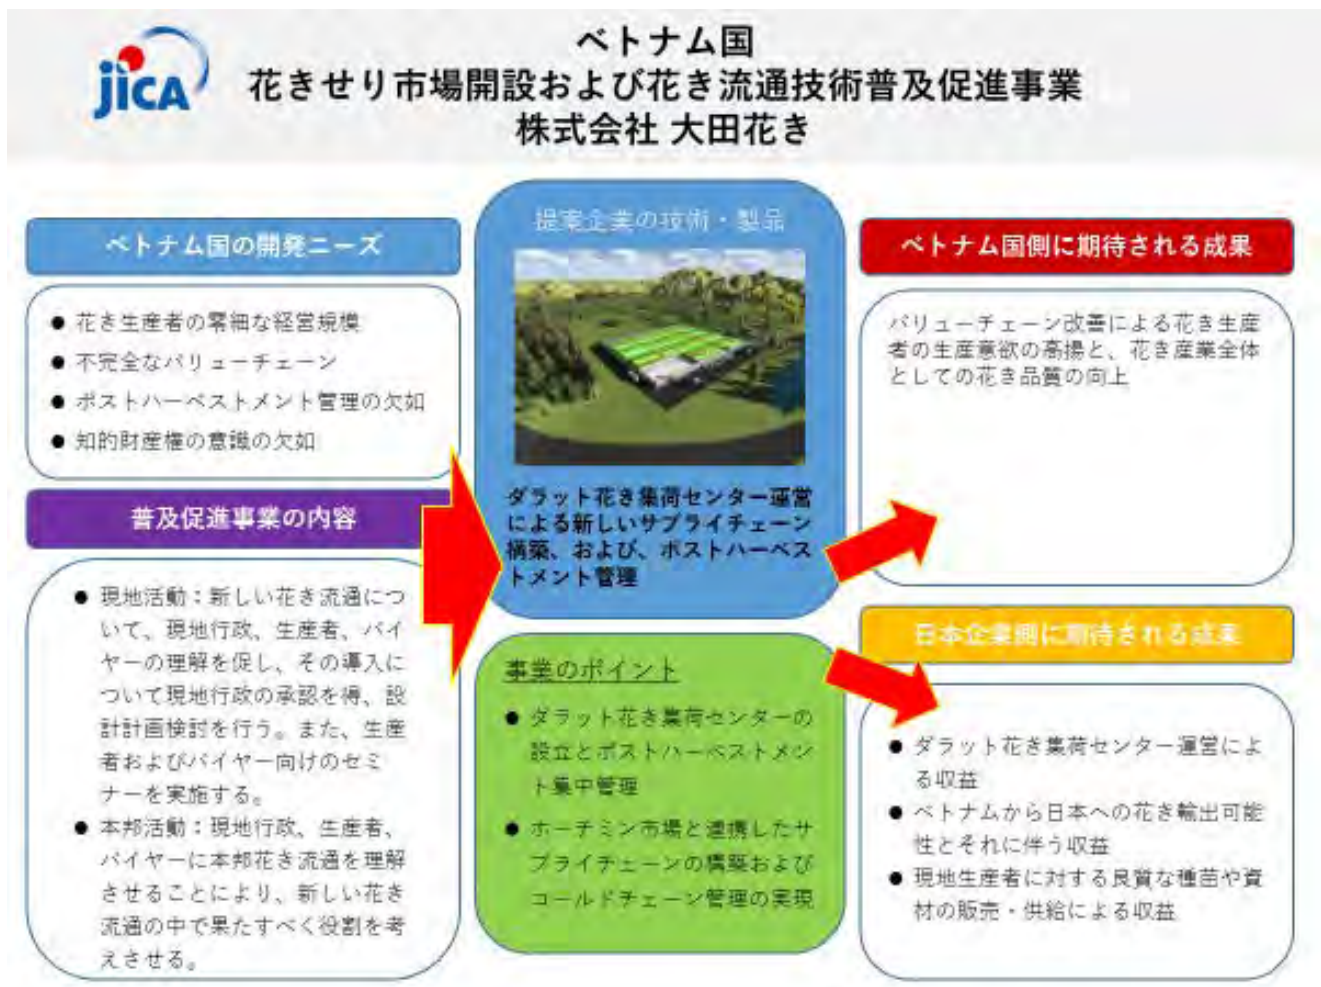 JICA
ベトナム国
花きせり市場開設および花き流通技術普及促進事業
株式会社 大田花き
ベトナム国の開発ニーズ
● 花き生産者の零細な経営規模
● 不完全なバリューチェーン
● ポストハーベストメント管理の欠如
● 知的財産権の意識の欠如
普及促進事業の内容
● 現地活動：新しい花き流通につ
いて、現地行政、生産者、バイ
ヤーの理解を促し、その導入に
ついて現地行政の承認を得、設
計計画検討を行う。また、生産
者およびバイヤー向けのセミ
ナーを実施する。
● 本邦活動：現地行政、生産者、
バイヤーに本邦花き流通を理解
させることにより、新しい花き
流通の中で果たすべく役割を考
えさせる。
提案企業の技術・製品
ダラット花き集荷センター運営
による新しいサプライチェーン
構築、および、ポストハーベス
トメント管理
事業のポイント
● ダラット花き集荷センターの
設立とポストハーベストメン
ト集中管理
● ホーチミン市場と連携したサ
プライチェーンの構築および
コールドチェーン管理の実現
ベトナム国側に期待される成果
バリューチェーン改善による花き生産
者の生産意欲の高揚と、花き産業全体
としての花き品質の向上
日本企業側に期待される成果
● ダラット花き集荷センター運営によ
る収益
● ベトナムから日本への花き輸出可能
性とそれに伴う収益
● 現地生産者に対する良質な種苗や資
材の販売・供給による収益